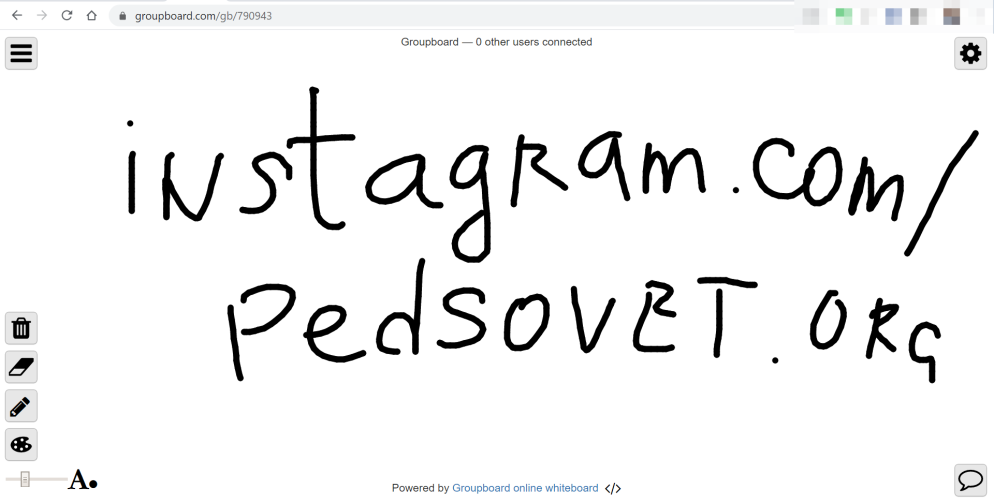 groupboard.com/gb/790943
Groupboard — 0 other users connected
instagram.com/
pedsovet.org
A.
Powered by Groupboard online whiteboard </>